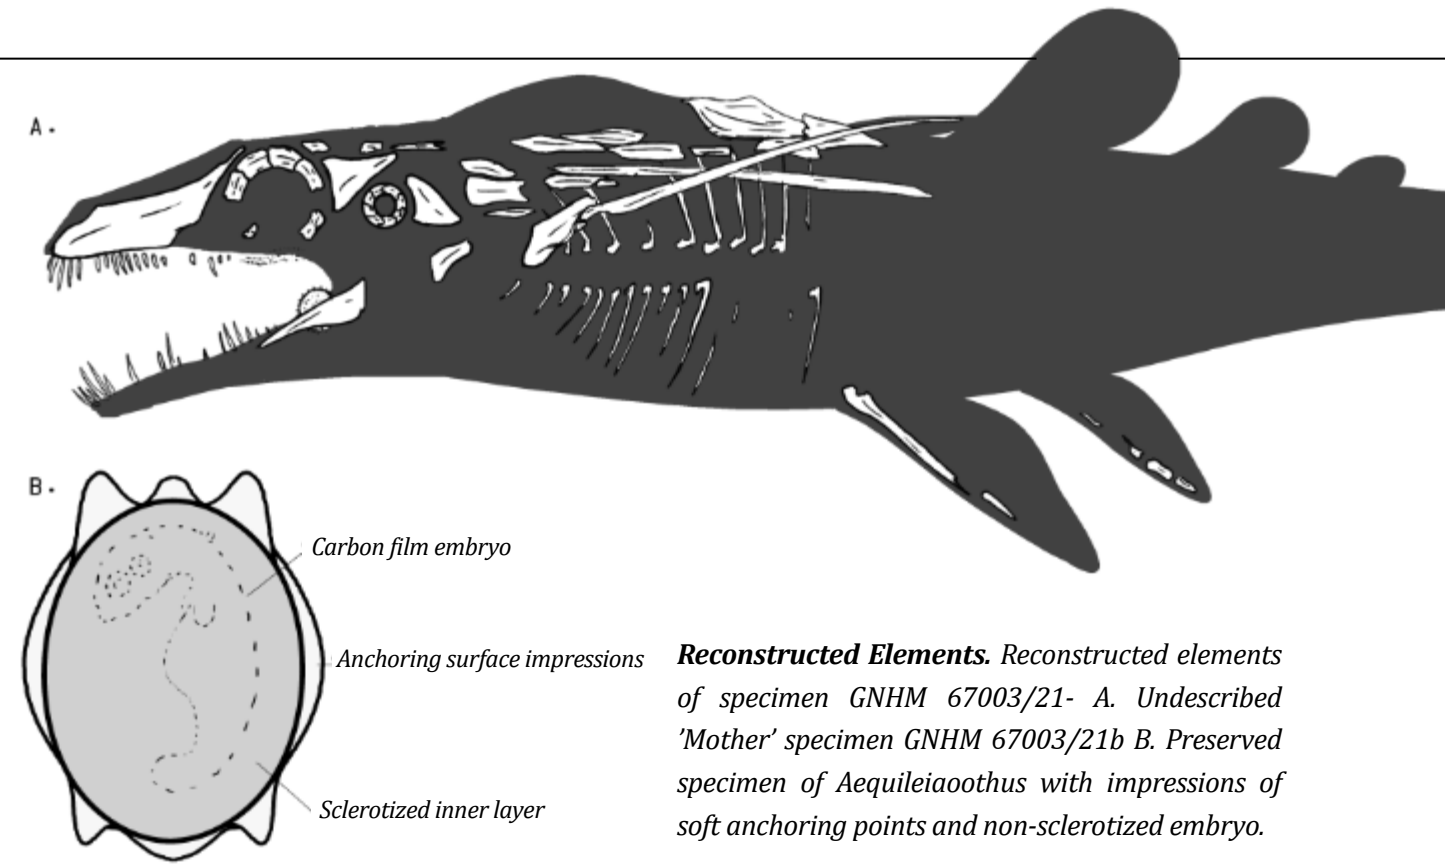 A.
B.
Carbon film embryo
Anchoring surface impressions
Sclerotized inner layer
Reconstructed Elements. Reconstructed elements
of specimen GNHM 67003/21- A. Undescribed
'Mother' specimen GNHM 67003/21b B. Preserved
specimen of Aequileiaoothus with impressions of
soft anchoring points and non-sclerotized embryo.